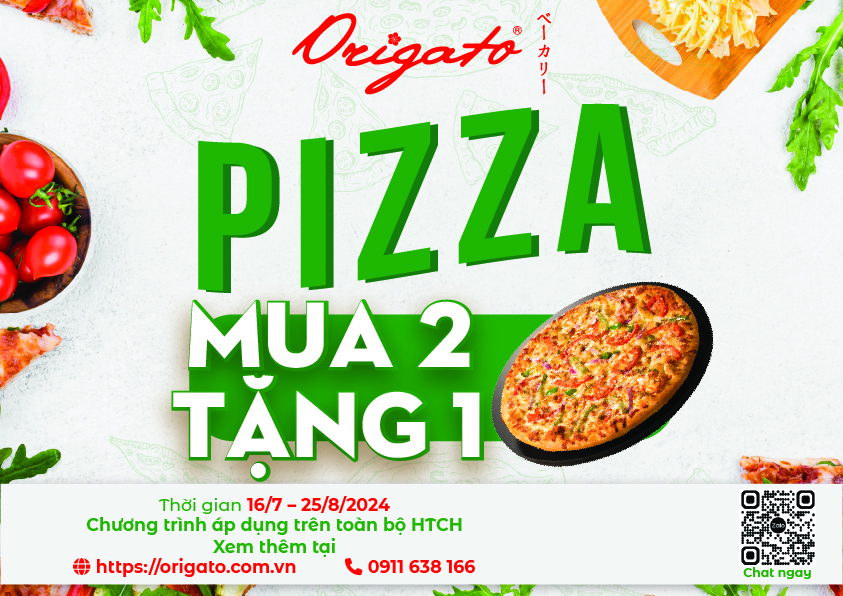 Origato®
ベーカリー
PIZZA
MUA 2
TẶNG 1
Thời gian 16/7 – 25/8/2024
Chương trình áp dụng trên toàn bộ HTCH
Xem thêm tại
https://origato.com.vn 0911 638 166
Zalo
Chat ngay